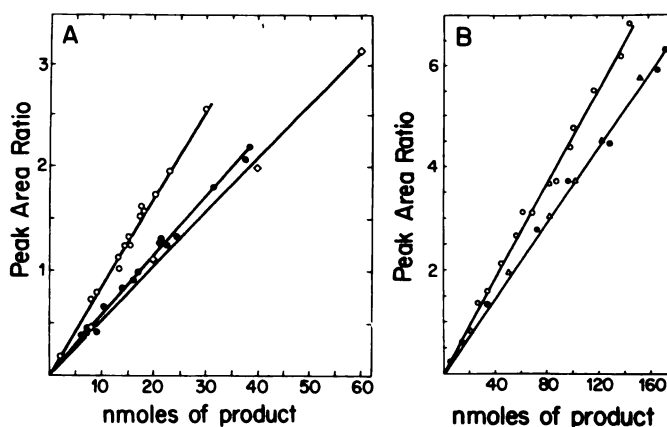 A
Peak Area Ratio
3
2
1
10 20 30 40 50 60
nmoles of product
B
Peak Area Ratio
6
4
2
40 80 120 160
nmoles of product